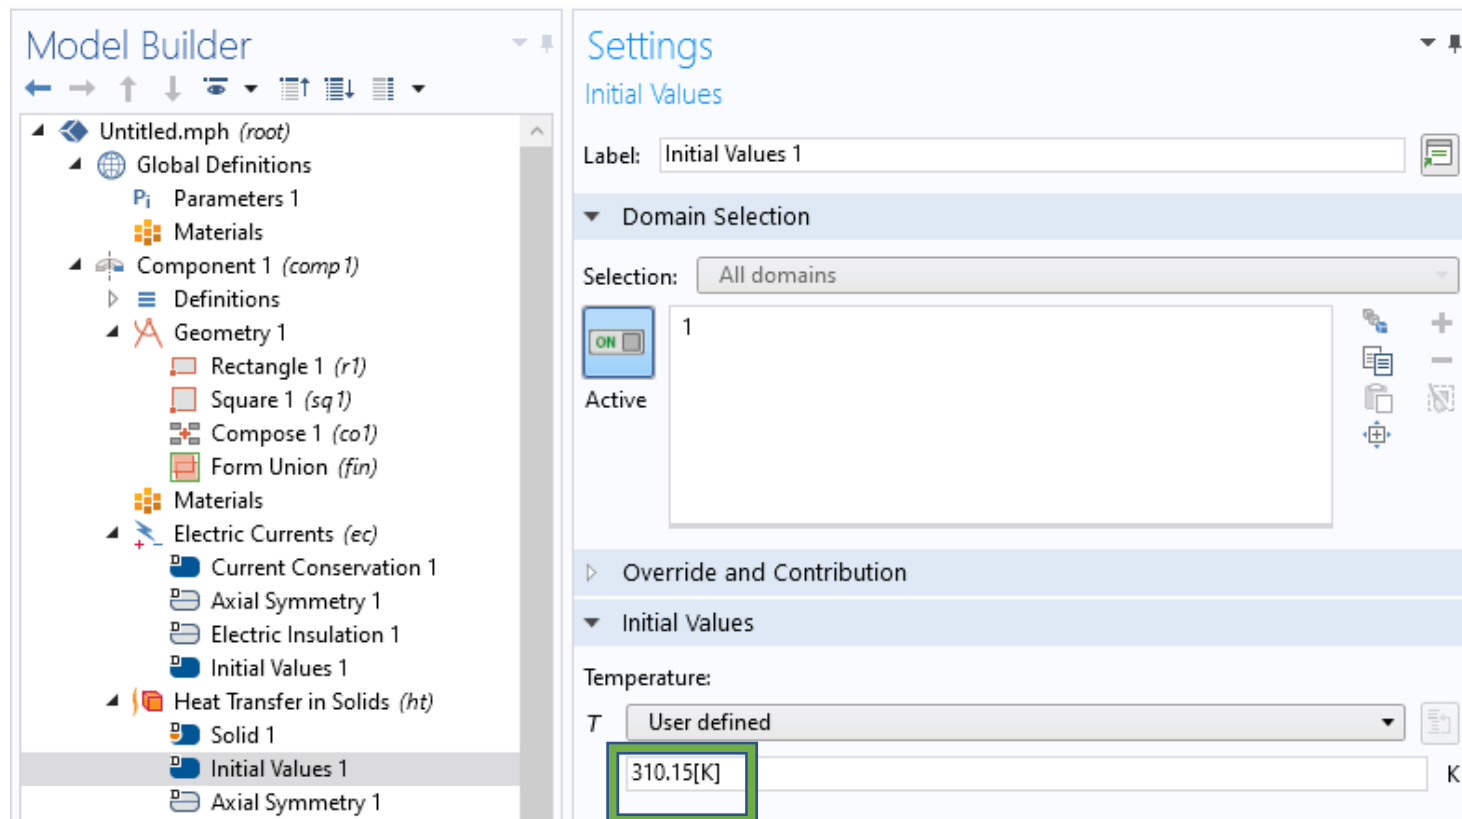 Model Builder
Untitled.mph (root)
Global Definitions
Pi Parameters 1
Materials
Component 1 (comp1)
Definitions
Geometry 1
Rectangle 1 (r1)
Square 1 (sq1)
Compose 1 (co1)
Form Union (fin)
Materials
Electric Currents (ec)
Current Conservation 1
Axial Symmetry 1
Electric Insulation 1
Initial Values 1
Heat Transfer in Solids (ht)
Solid 1
Initial Values 1
Axial Symmetry 1
Settings
Initial Values
Label: Initial Values 1
Domain Selection
Selection: All domains
ON 1
Active
Override and Contribution
Initial Values
Temperature:
T User defined
310.15[K] K